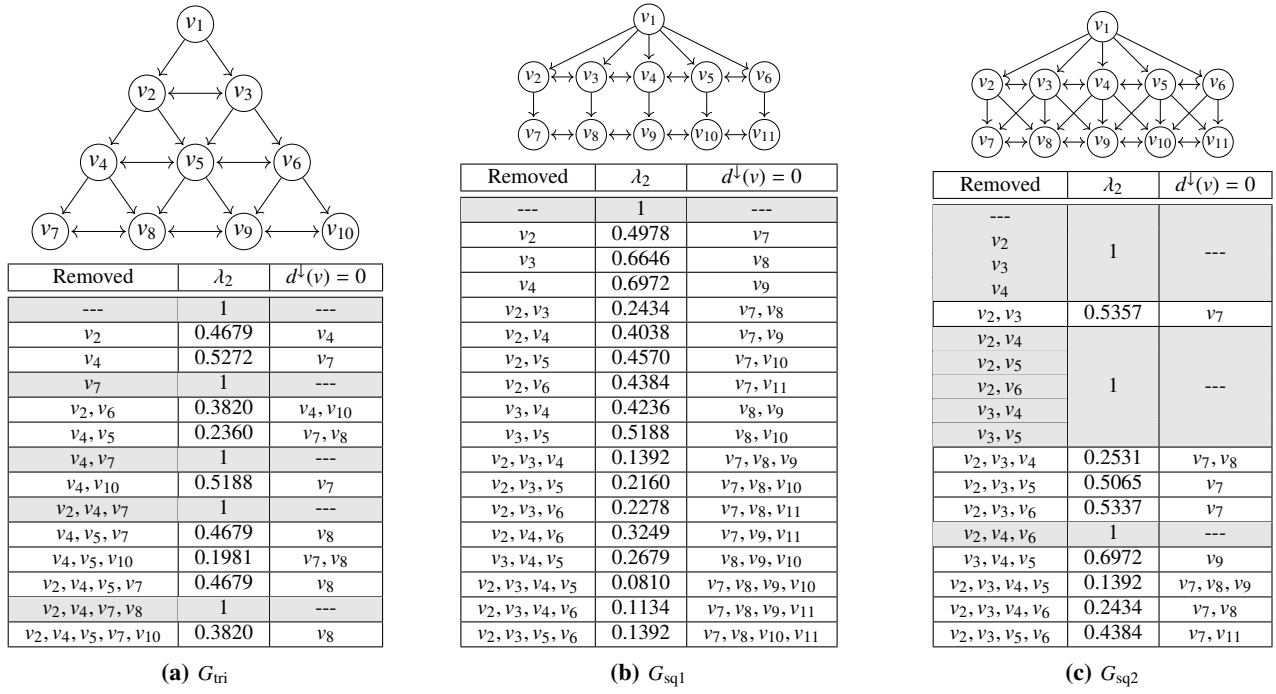 v1
v2 v3
v4 v5 v6
v7 v8 v9 v10
Removed λ2 d↓(v) = 0
--- 1 ---
v2 0.4679 v4
v4 0.5272 v7
v7 1 ---
v2, v6 0.3820 v4, v10
v4, v5 0.2360 v7, v8
v4, v7 1 ---
v4, v10 0.5188 v7
v2, v4, v7 1 ---
v4, v5, v7 0.4679 v8
v4, v5, v10 0.1981 v7, v8
v2, v4, v5, v7 0.4679 v8
v2, v4, v7, v8 1 ---
v2, v4, v5, v7, v10 0.3820 v8
(a) Gtri
v1
v2 v3 v4 v5 v6
v7 v8 v9 v10 v11
Removed λ2 d↓(v) = 0
--- 1 ---
v2 0.4978 v7
v3 0.6646 v8
v4 0.6972 v9
v2, v3 0.2434 v7, v8
v2, v4 0.4038 v7, v9
v2, v5 0.4570 v7, v10
v2, v6 0.4384 v7, v11
v3, v4 0.4236 v8, v9
v3, v5 0.5188 v8, v10
v2, v3, v4 0.1392 v7, v8, v9
v2, v3, v5 0.2160 v7, v8, v10
v2, v3, v6 0.2278 v7, v8, v11
v2, v4, v6 0.3249 v7, v9, v11
v3, v4, v5 0.2679 v8, v9, v10
v2, v3, v4, v5 0.0810 v7, v8, v9, v10
v2, v3, v4, v6 0.1134 v7, v8, v9, v11
v2, v3, v5, v6 0.1392 v7, v8, v10, v11
(b) Gsq1
v1
v2 v3 v4 v5 v6
v7 v8 v9 v10 v11
Removed λ2 d↓(v) = 0
---
v2
1 ---
v3
v4
v2, v3 0.5357 v7
v2, v4
v2, v5
v2, v6 1 ---
v3, v4
v3, v5
v2, v3, v4 0.2531 v7, v8
v2, v3, v5 0.5065 v7
v2, v3, v6 0.5337 v7
v2, v4, v6 1 ---
v3, v4, v5 0.6972 v9
v2, v3, v4, v5 0.1392 v7, v8, v9
v2, v3, v4, v6 0.2434 v7, v8
v2, v3, v5, v6 0.4384 v7, v11
(c) Gsq2